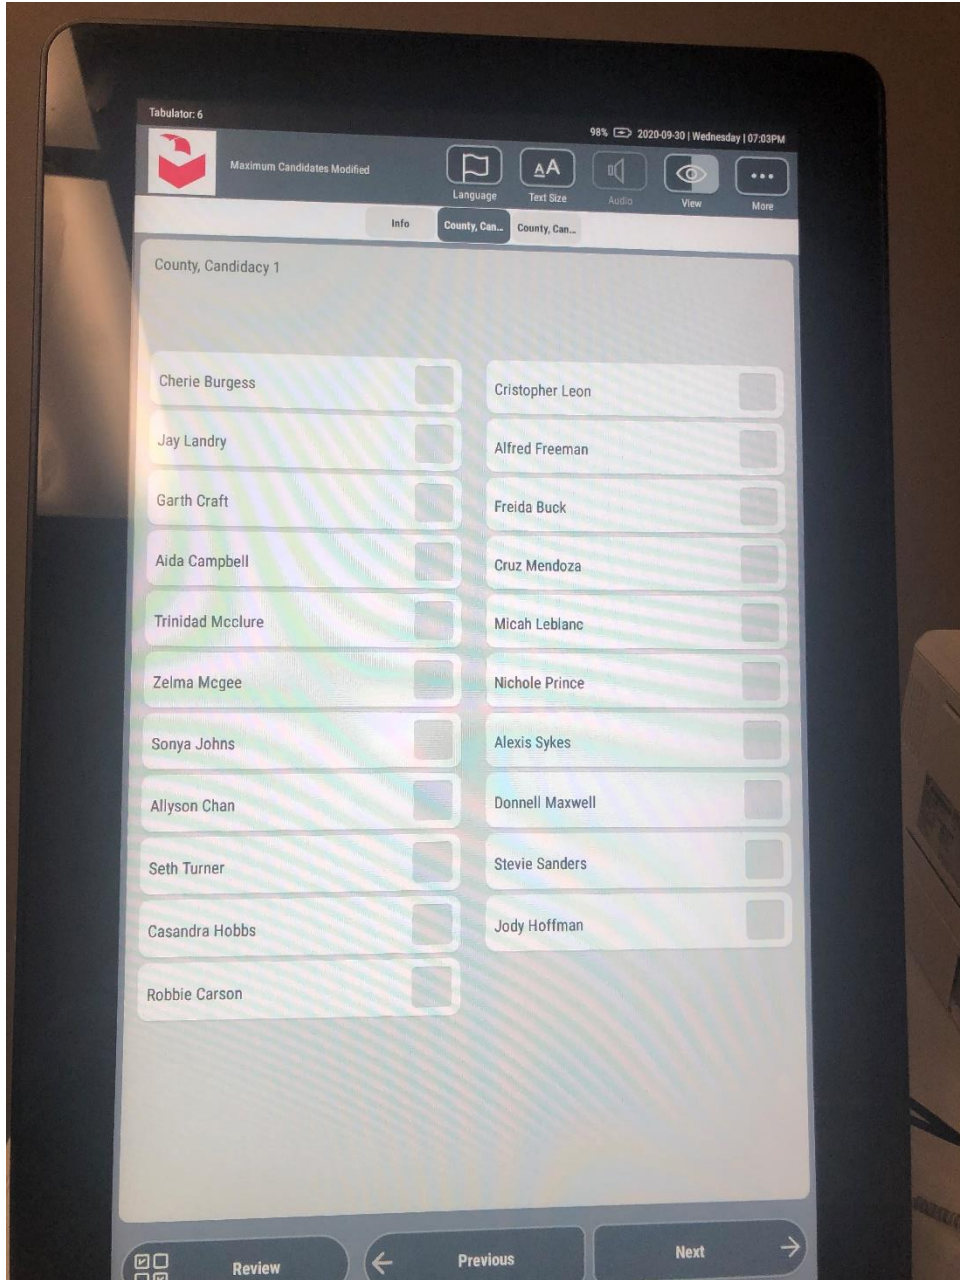 Tabulator: 6
98% 2020-09-30 | Wednesday | 07:03PM
Maximum Candidates Modified
Language
AA
Text Size
Audio
View
More
Info
County, Can...
County, Can...
County, Candidacy 1
Cherie Burgess
Jay Landry
Garth Craft
Aida Campbell
Trinidad Mcclure
Zelma Mcgee
Sonya Johns
Allyson Chan
Seth Turner
Casandra Hobbs
Robbie Carson
Cristopher Leon
Alfred Freeman
Freida Buck
Cruz Mendoza
Micah Leblanc
Nichole Prince
Alexis Sykes
Donnell Maxwell
Stevie Sanders
Jody Hoffman
Review
Previous
Next